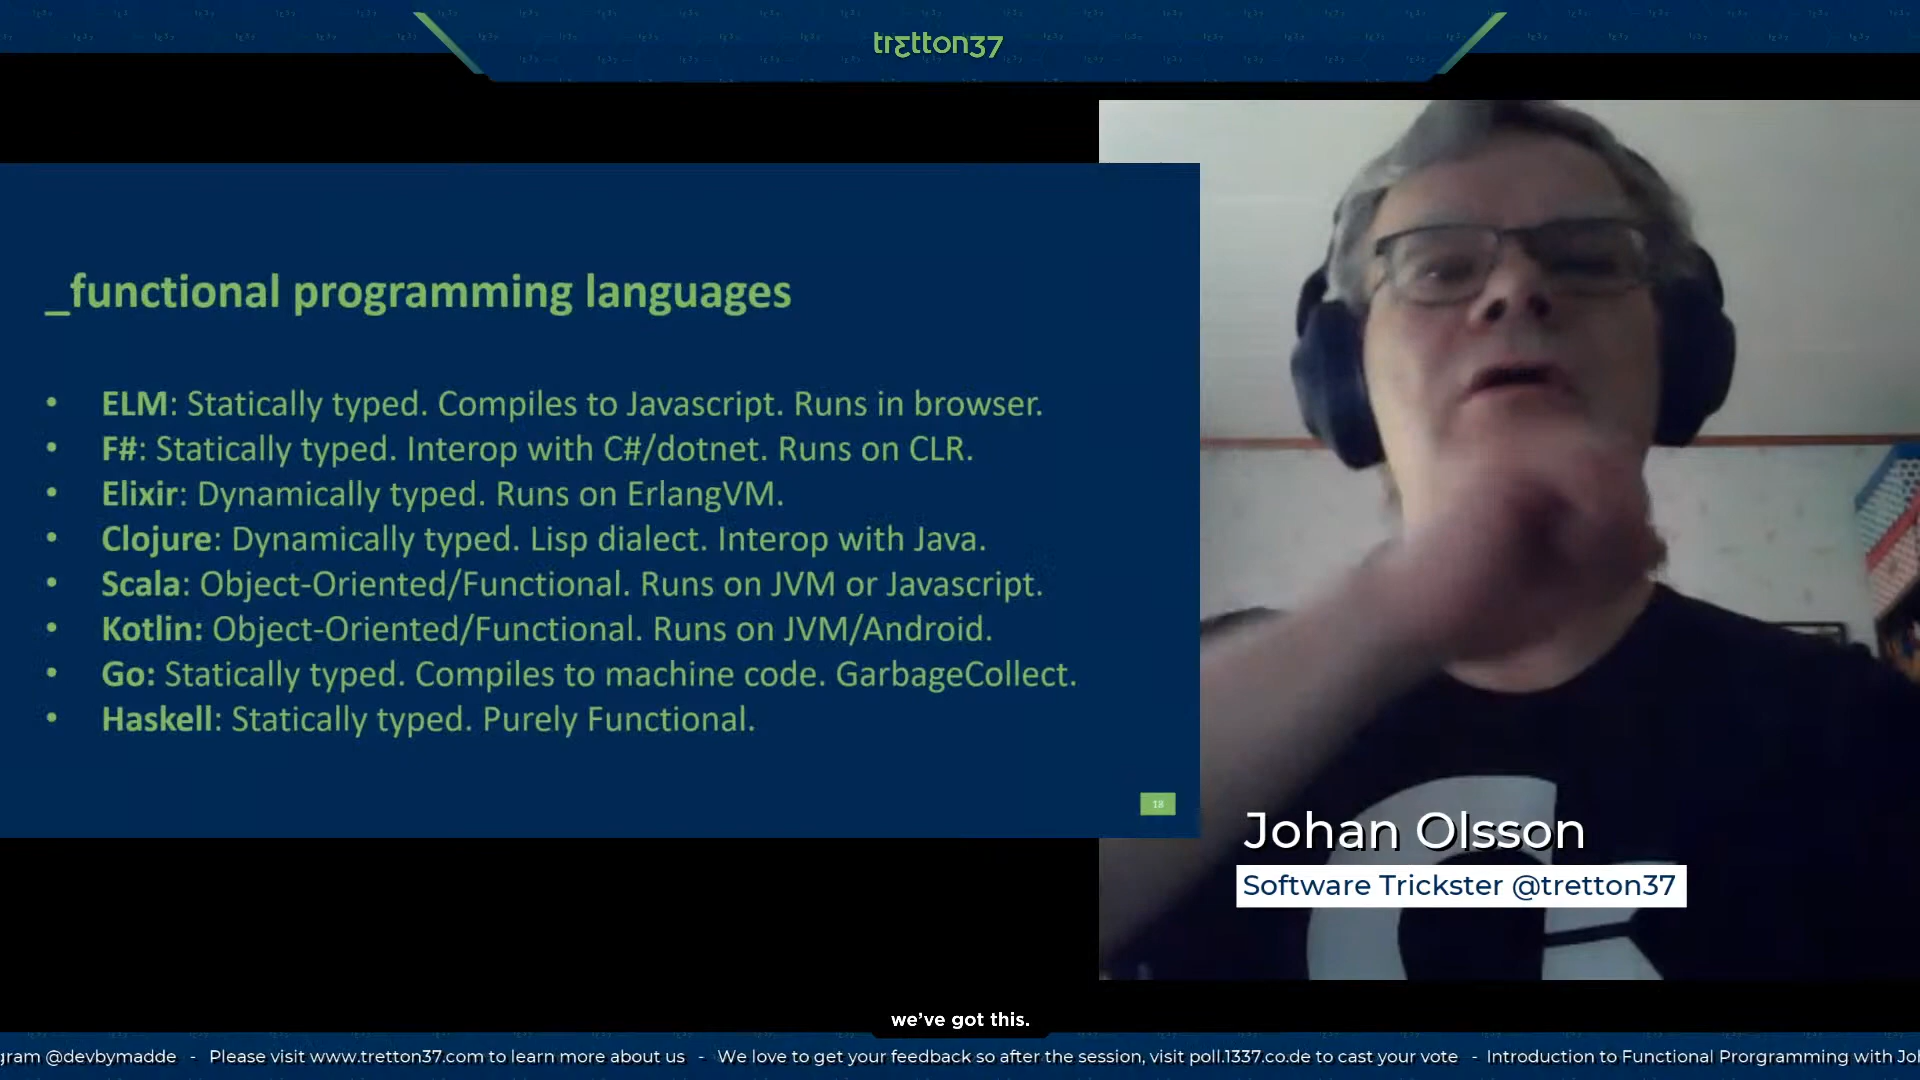 trɛtton37
_functional programming languages
• ELM: Statically typed. Compiles to Javascript. Runs in browser.
• F#: Statically typed. Interop with C#/dotnet. Runs on CLR.
• Elixir: Dynamically typed. Runs on ErlangVM.
• Clojure: Dynamically typed. Lisp dialect. Interop with Java.
• Scala: Object-Oriented/Functional. Runs on JVM or Javascript.
• Kotlin: Object-Oriented/Functional. Runs on JVM/Android.
• Go: Statically typed. Compiles to machine code. GarbageCollect.
• Haskell: Statically typed. Purely Functional.
18
Johan Olsson
Software Trickster @tretton37
we've got this.
gram @devbymadde - Please visit www.tretton37.com to learn more about us - We love to get your feedback so after the session, visit poll.1337.co.de to cast your vote - Introduction to Functional Prorgramming with Joh